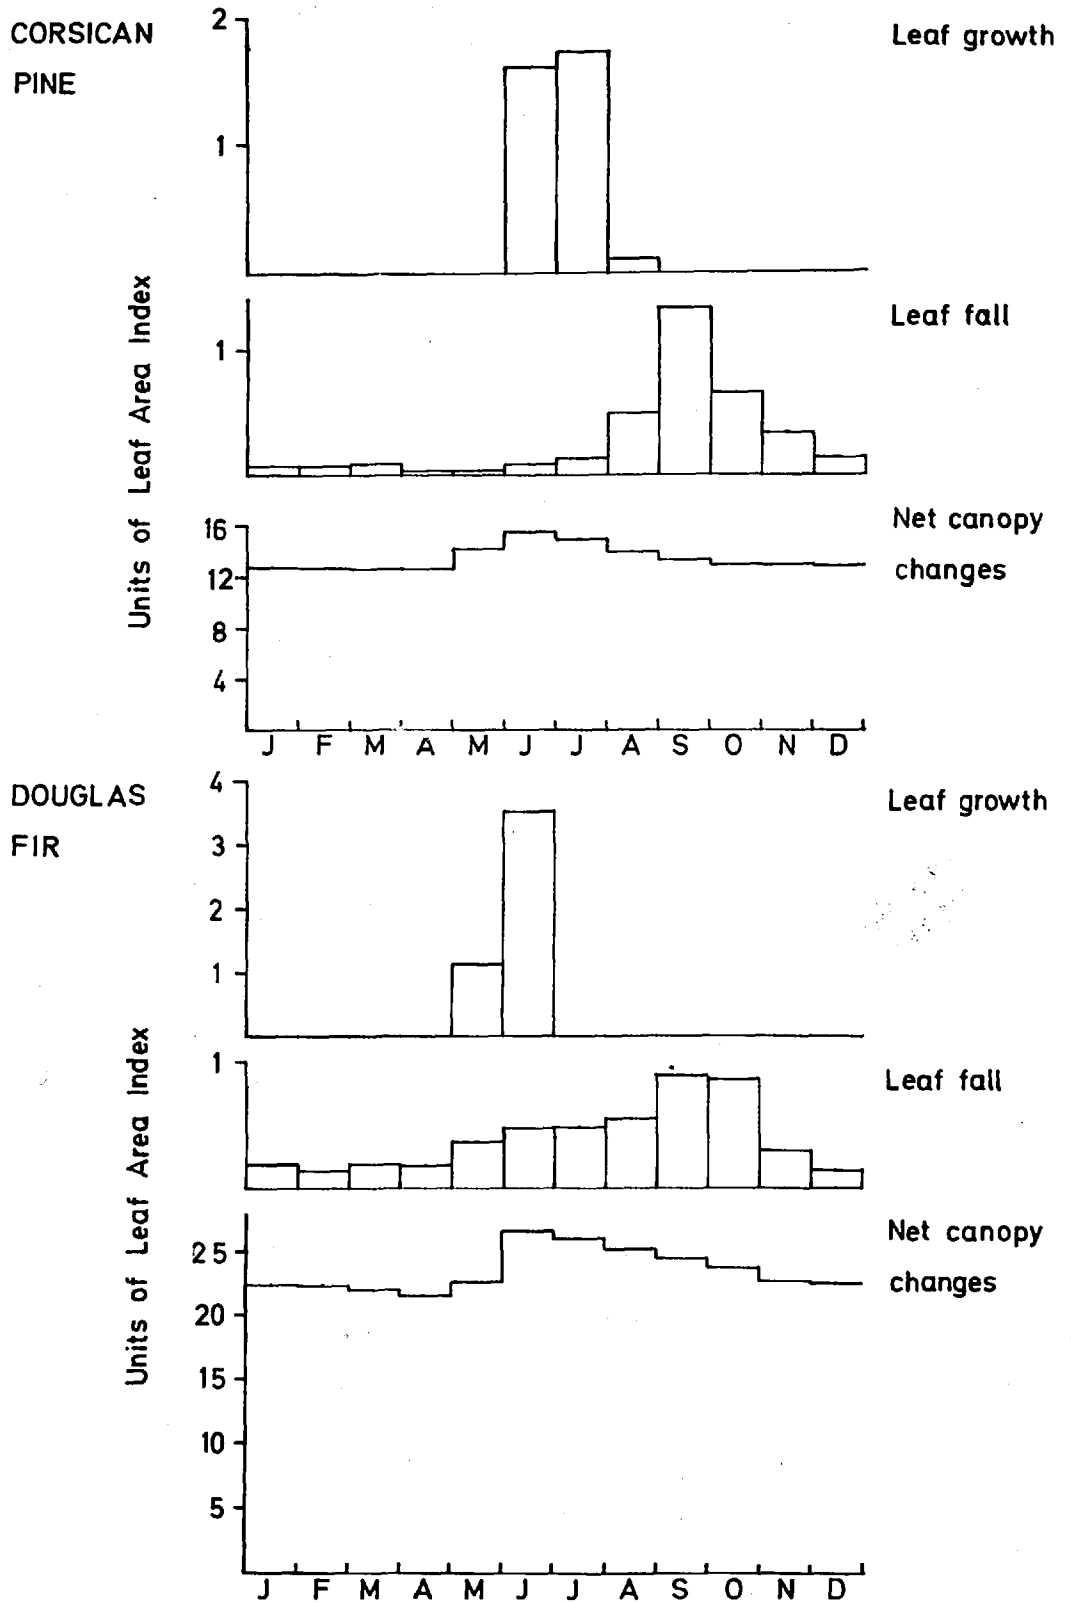 CORSICAN
PINE
Leaf growth
2
1
Leaf fall
1
Units of Leaf Area Index
Net canopy
changes
16
12
8
4
J F M A M J J A S O N D
DOUGLAS
FIR
Leaf growth
4
3
2
1
Leaf fall
1
Units of Leaf Area Index
Net canopy
changes
25
20
15
10
5
J F M A M J J A S O N D